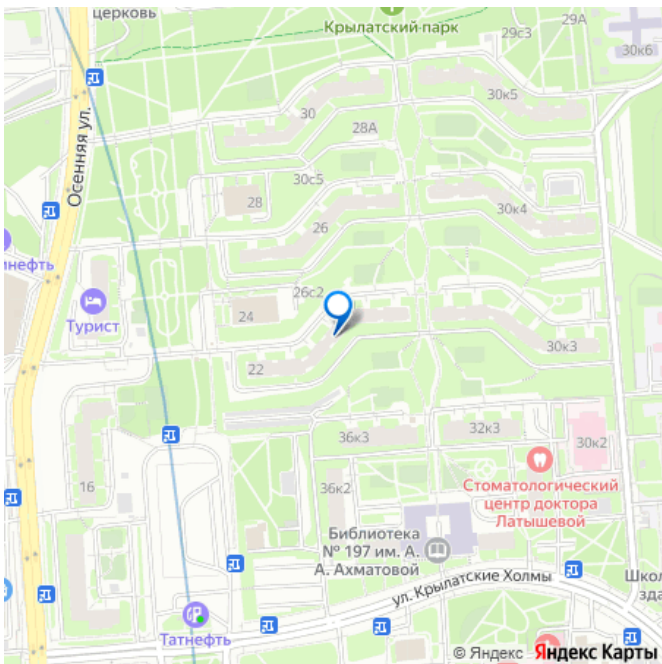 церковь
Крылатский парк
29А
29с3
30к6
30к5
30
28А
Осенняя ул.
30с5
28
30к4
26
инефть
26с2
Турист
24
30к3
22
36к3
32к3
30к2
16
36к2
Стоматологический
центр доктора
Латышевой
Библиотека
№ 197 им. А.
А. Ахматовой
Шко
зда
ул. Крылатские Холмы
Татнефть
© Яндекс Яндекс Карты